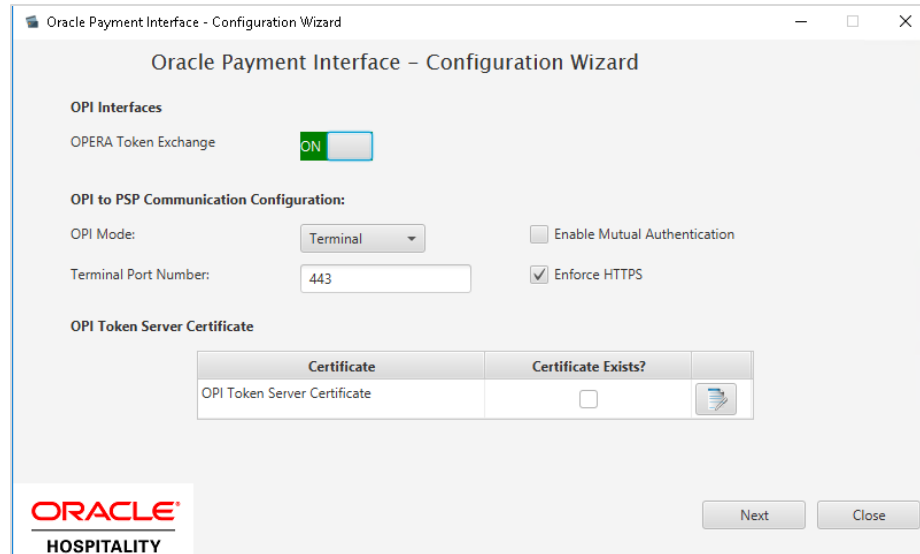 Oracle Payment Interface - Configuration Wizard
Oracle Payment Interface – Configuration Wizard
OPI Interfaces
OPERA Token Exchange ON
OPI to PSP Communication Configuration:
OPI Mode: Terminal Enable Mutual Authentication
Terminal Port Number: 443 Enforce HTTPS
OPI Token Server Certificate
Certificate Certificate Exists?
OPI Token Server Certificate
ORACLE®
Next Close
HOSPITALITY